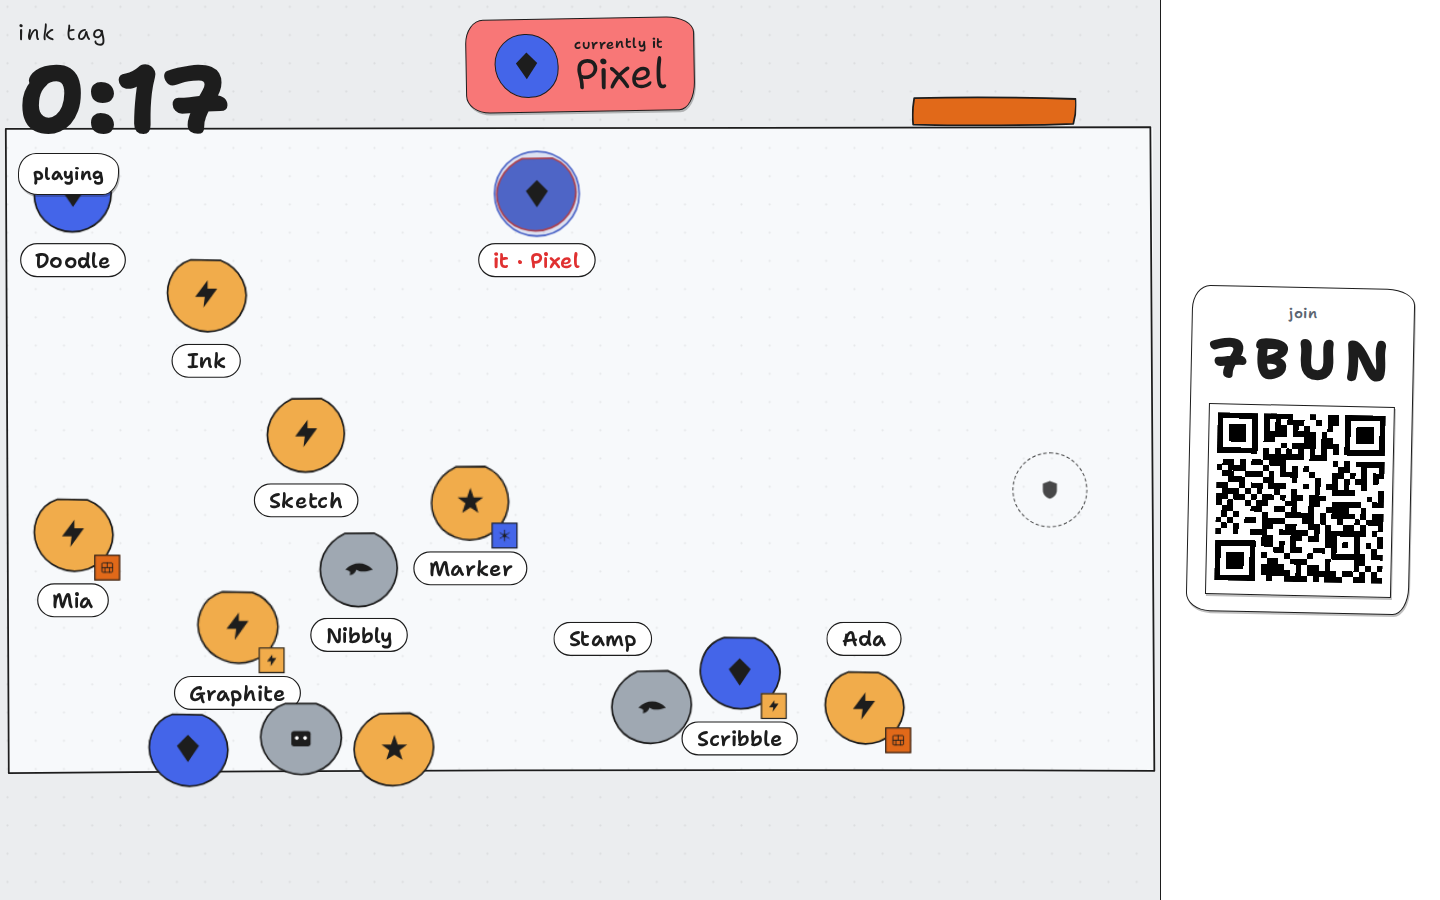 ink tag
0:17
currently it
Pixel
playing
Doodle
it · Pixel
Ink
Sketch
Marker
Mia
Nibbly
Graphite
Stamp
Ada
Scribble
join
7BUN